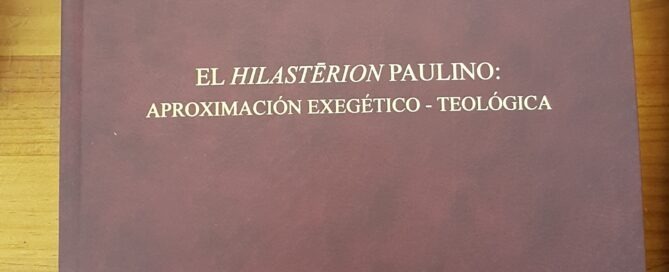 EL HILASTĒRION PAULINO:
APROXIMACIÓN EXEGÉTICO - TEOLÓGICA